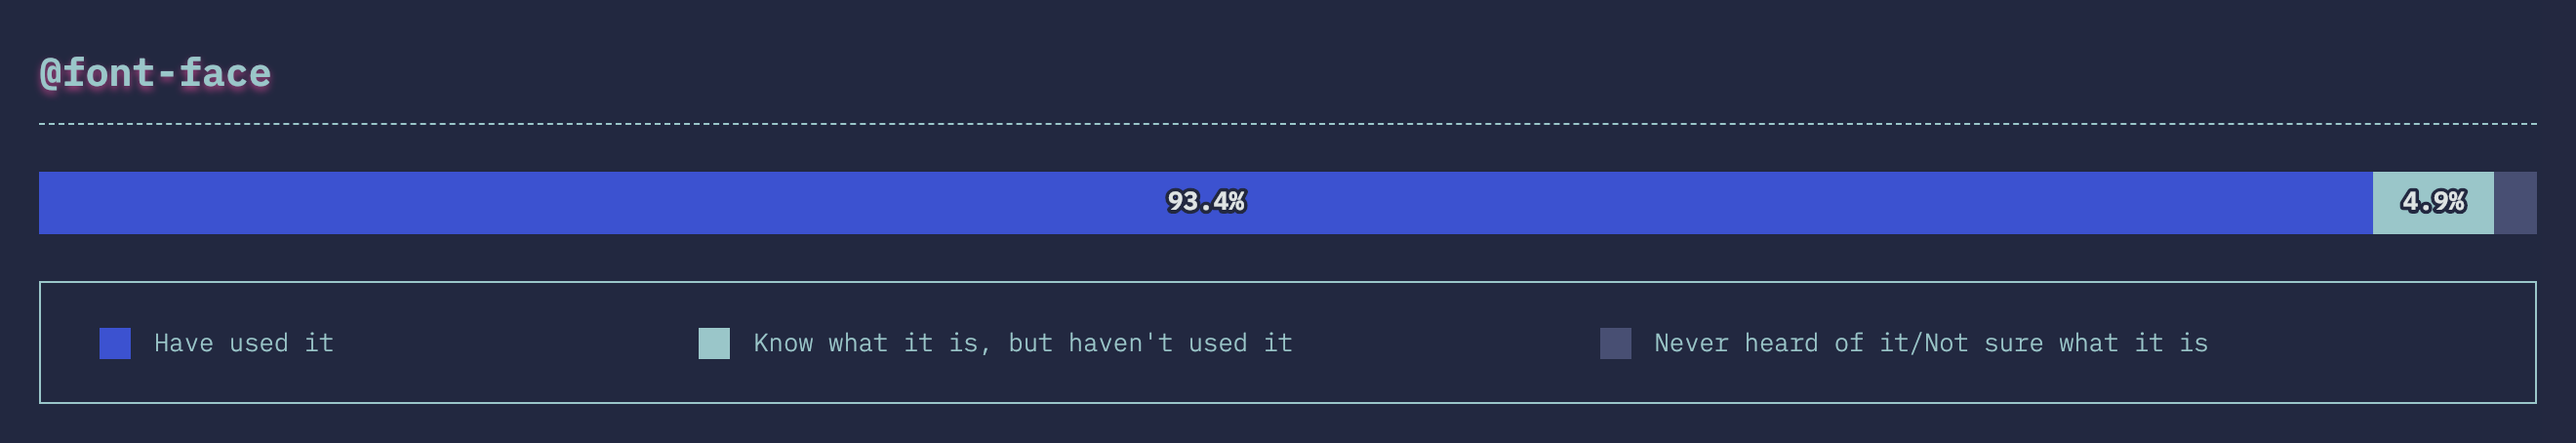 @font-face
93.4% 4.9%
Have used it Know what it is, but haven't used it Never heard of it/Not sure what it is